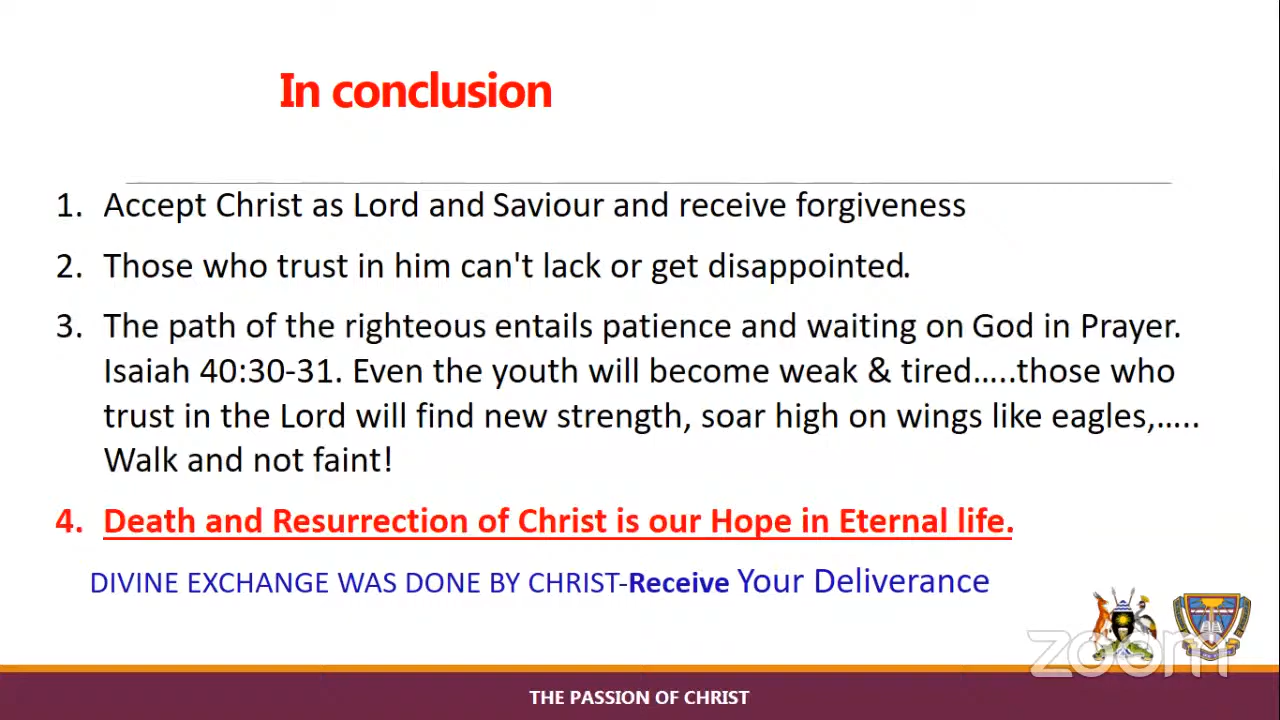 In conclusion
1. Accept Christ as Lord and Saviour and receive forgiveness
2. Those who trust in him can't lack or get disappointed.
3. The path of the righteous entails patience and waiting on God in Prayer.
Isaiah 40:30-31. Even the youth will become weak & tired…..those who
trust in the Lord will find new strength, soar high on wings like eagles,…..
Walk and not faint!
4. Death and Resurrection of Christ is our Hope in Eternal life.
DIVINE EXCHANGE WAS DONE BY CHRIST-Receive Your Deliverance
zoom
THE PASSION OF CHRIST